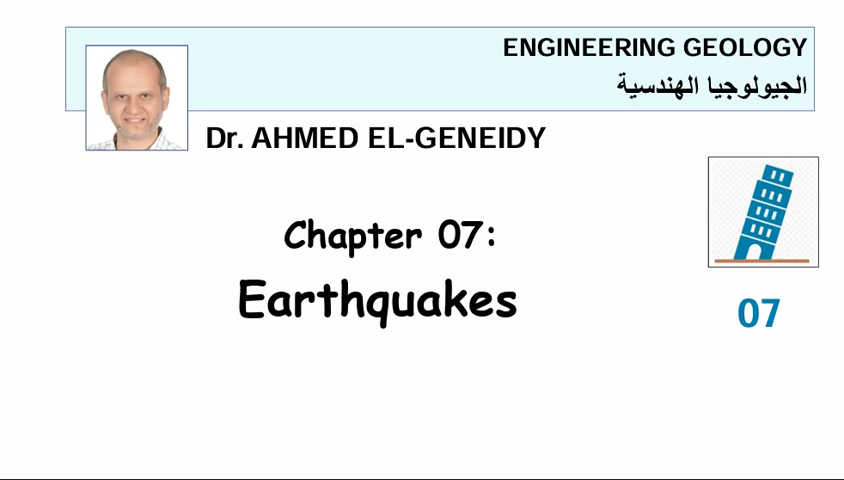 ENGINEERING GEOLOGY
الجيولوجيا الهندسية
Dr. AHMED EL-GENEIDY
Chapter 07:
Earthquakes
07